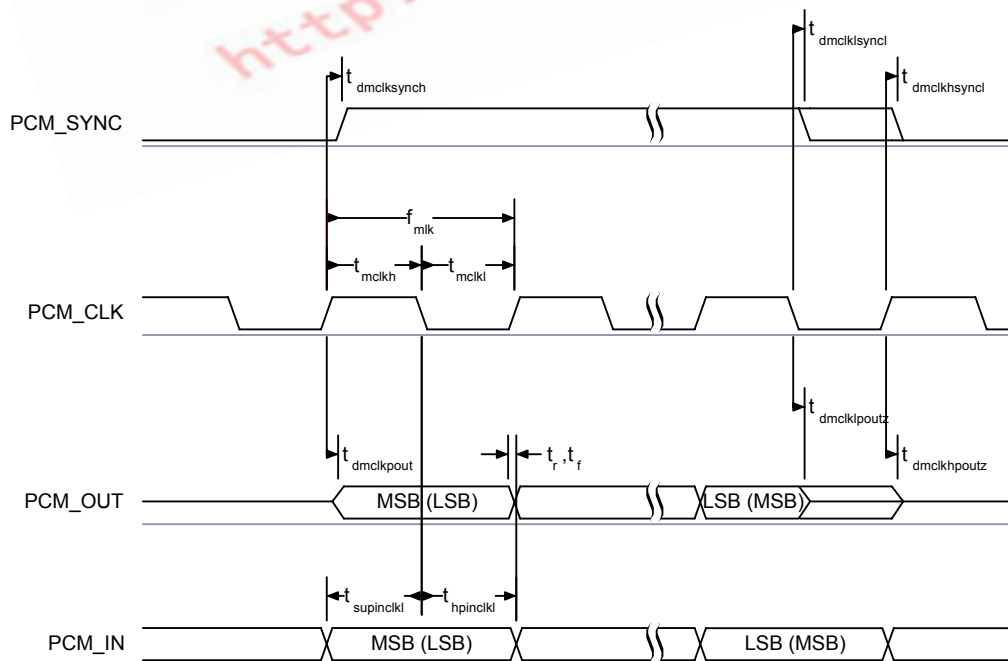 http
t dmclklsyncl
t dmclksynch
t dmclkhsyncl
PCM_SYNC
f mlk
t mclkh
t mclkl
PCM_CLK
t dmclklpoutz
t dmclkpout
t r ,t f
t dmclkhpoutz
PCM_OUT
MSB (LSB)
LSB (MSB)
t supinclkl
t hpinclkl
PCM_IN
MSB (LSB)
LSB (MSB)